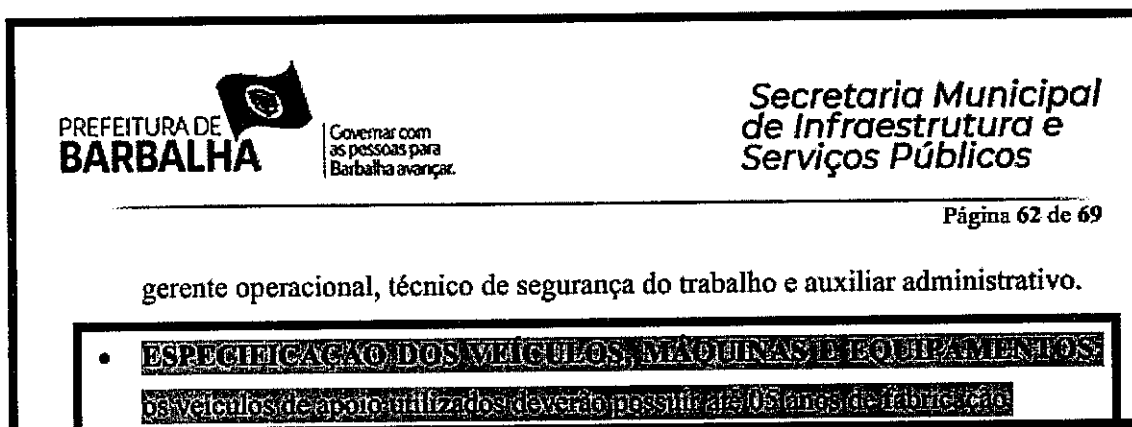 PREFEITURA DE
BARBALHA
Governar com
as pessoas para
Barbalha avançar.
Secretaria Municipal
de Infraestrutura e
Serviços Públicos
Página 62 de 69
gerente operacional, técnico de segurança do trabalho e auxiliar administrativo.
• ESPECIFICAÇÃO DOS VEÍCULOS, MÁQUINAS E EQUIPAMENTOS:
os veículos de apoio utilizados deverão possuir até 05 anos de fabricação.